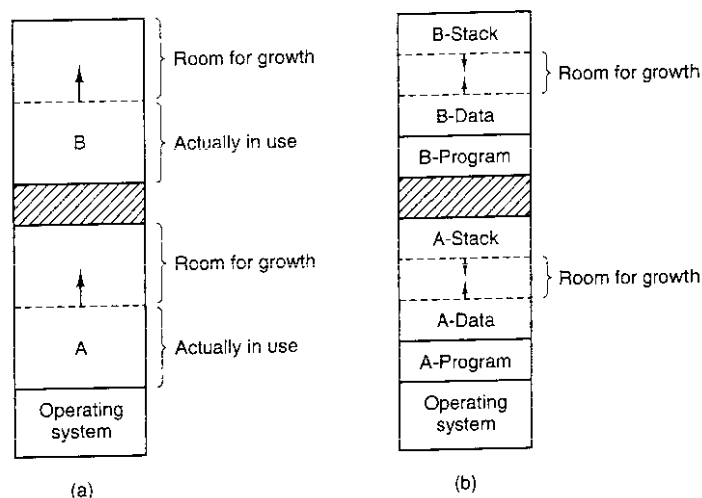 Room for growth
B
Actually in use
Room for growth
A
Actually in use
Operating
system
(a)
B-Stack
Room for growth
B-Data
B-Program
A-Stack
Room for growth
A-Data
A-Program
Operating
system
(b)